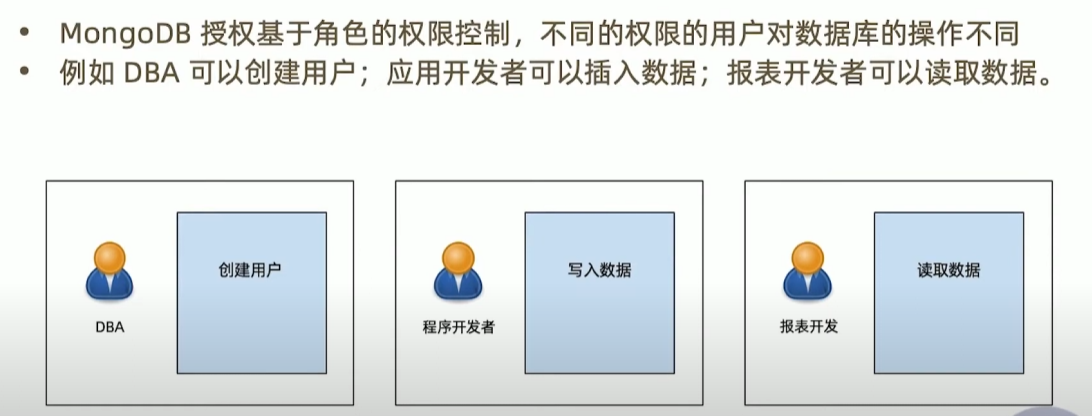 • MongoDB 授权基于角色的权限控制，不同的权限的用户对数据库的操作不同
• 例如 DBA 可以创建用户；应用开发者可以插入数据；报表开发者可以读取数据。
创建用户
写入数据
读取数据
DBA
程序开发者
报表开发